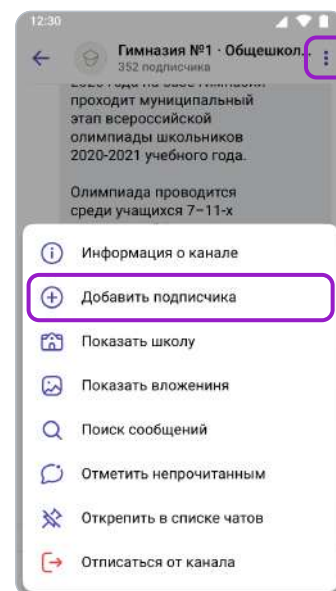 12:30
Гимназия №1 · Общешкол...
352 подписчика
2020 года на базе гимназии
проходит муниципальный
этап всероссийской
олимпиады школьников
2020-2021 учебного года.
Олимпиада проводится
среди учащихся 7–11-х
Информация о канале
Добавить подписчика
Показать школу
Показать вложенния
Поиск сообщений
Отметить непрочитанным
Открепить в списке чатов
Отписаться от канала